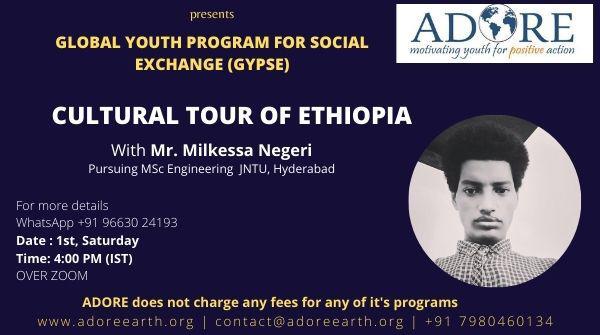 presents
GLOBAL YOUTH PROGRAM FOR SOCIAL
EXCHANGE (GYPSE)
ADORE
motivating youth for positive action
CULTURAL TOUR OF ETHIOPIA
With Mr. Milkessa Negeri
Pursuing MSc Engineering JNTU, Hyderabad
For more details
WhatsApp +91 96630 24193
Date : 1st, Saturday
Time: 4:00 PM (IST)
OVER ZOOM
ADORE does not charge any fees for any of it's programs
www.adoreearth.org | contact@adoreearth.org | +91 7980460134